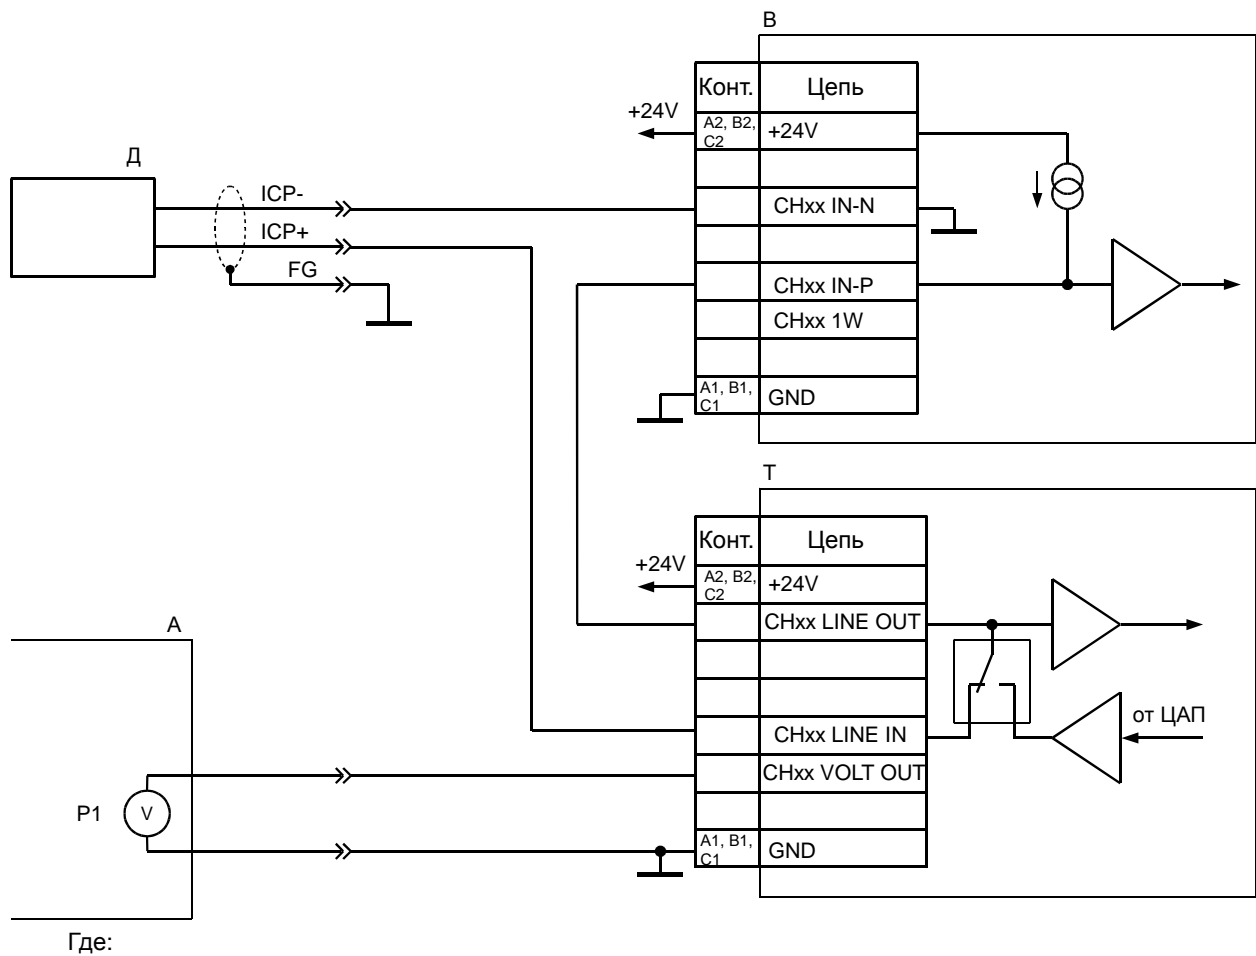 В
Конт. Цепь
+24V
A2, B2, C2 +24V
Д
ICP-
CHxx IN-N
ICP+
FG
CHxx IN-P
CHxx 1W
A1, B1, C1 GND
Т
Конт. Цепь
+24V
A2, B2, C2 +24V
CHxx LINE OUT
А
от ЦАП
CHxx LINE IN
CHxx VOLT OUT
P1 V
A1, B1, C1 GND
Где: